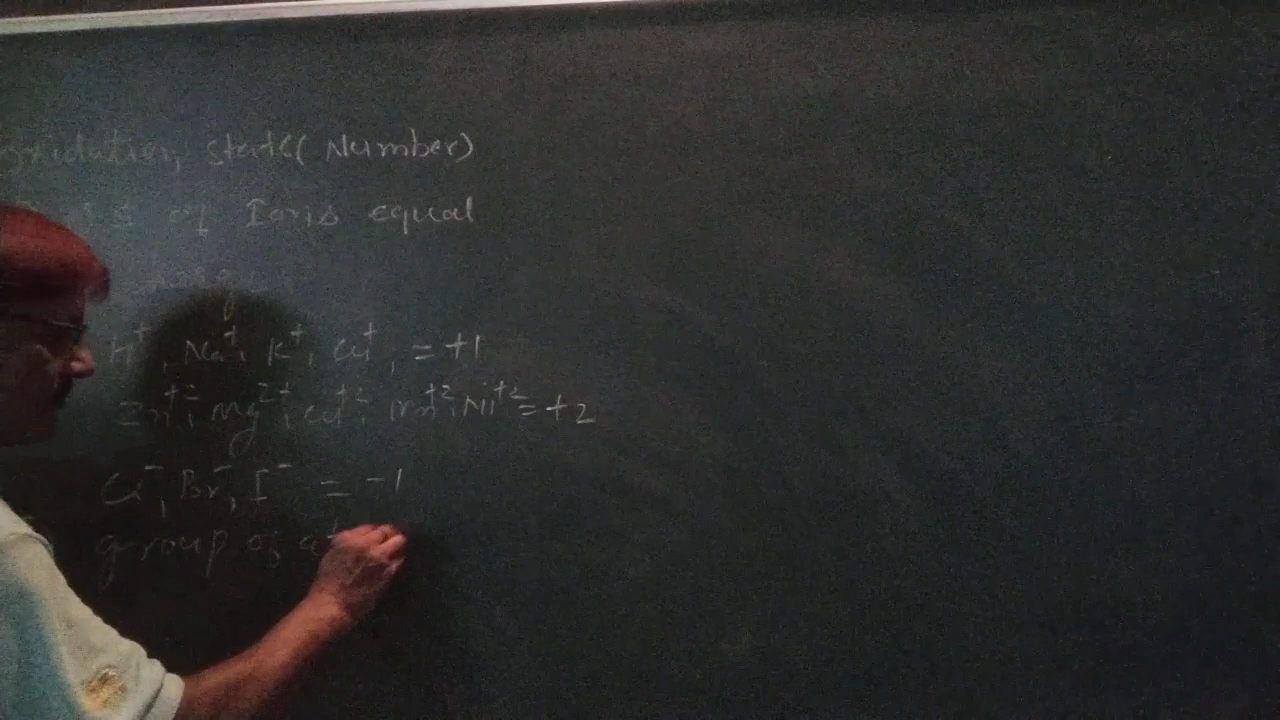 oxidation state (Number)
of Ions equal
H⁺, Na⁺, K⁺, Cu⁺, = +1
Zn⁺², Mg²⁺, Cu⁺², Mn⁺², Ni⁺² = +2
Cl⁻, Br⁻, I⁻ = -1
group of at